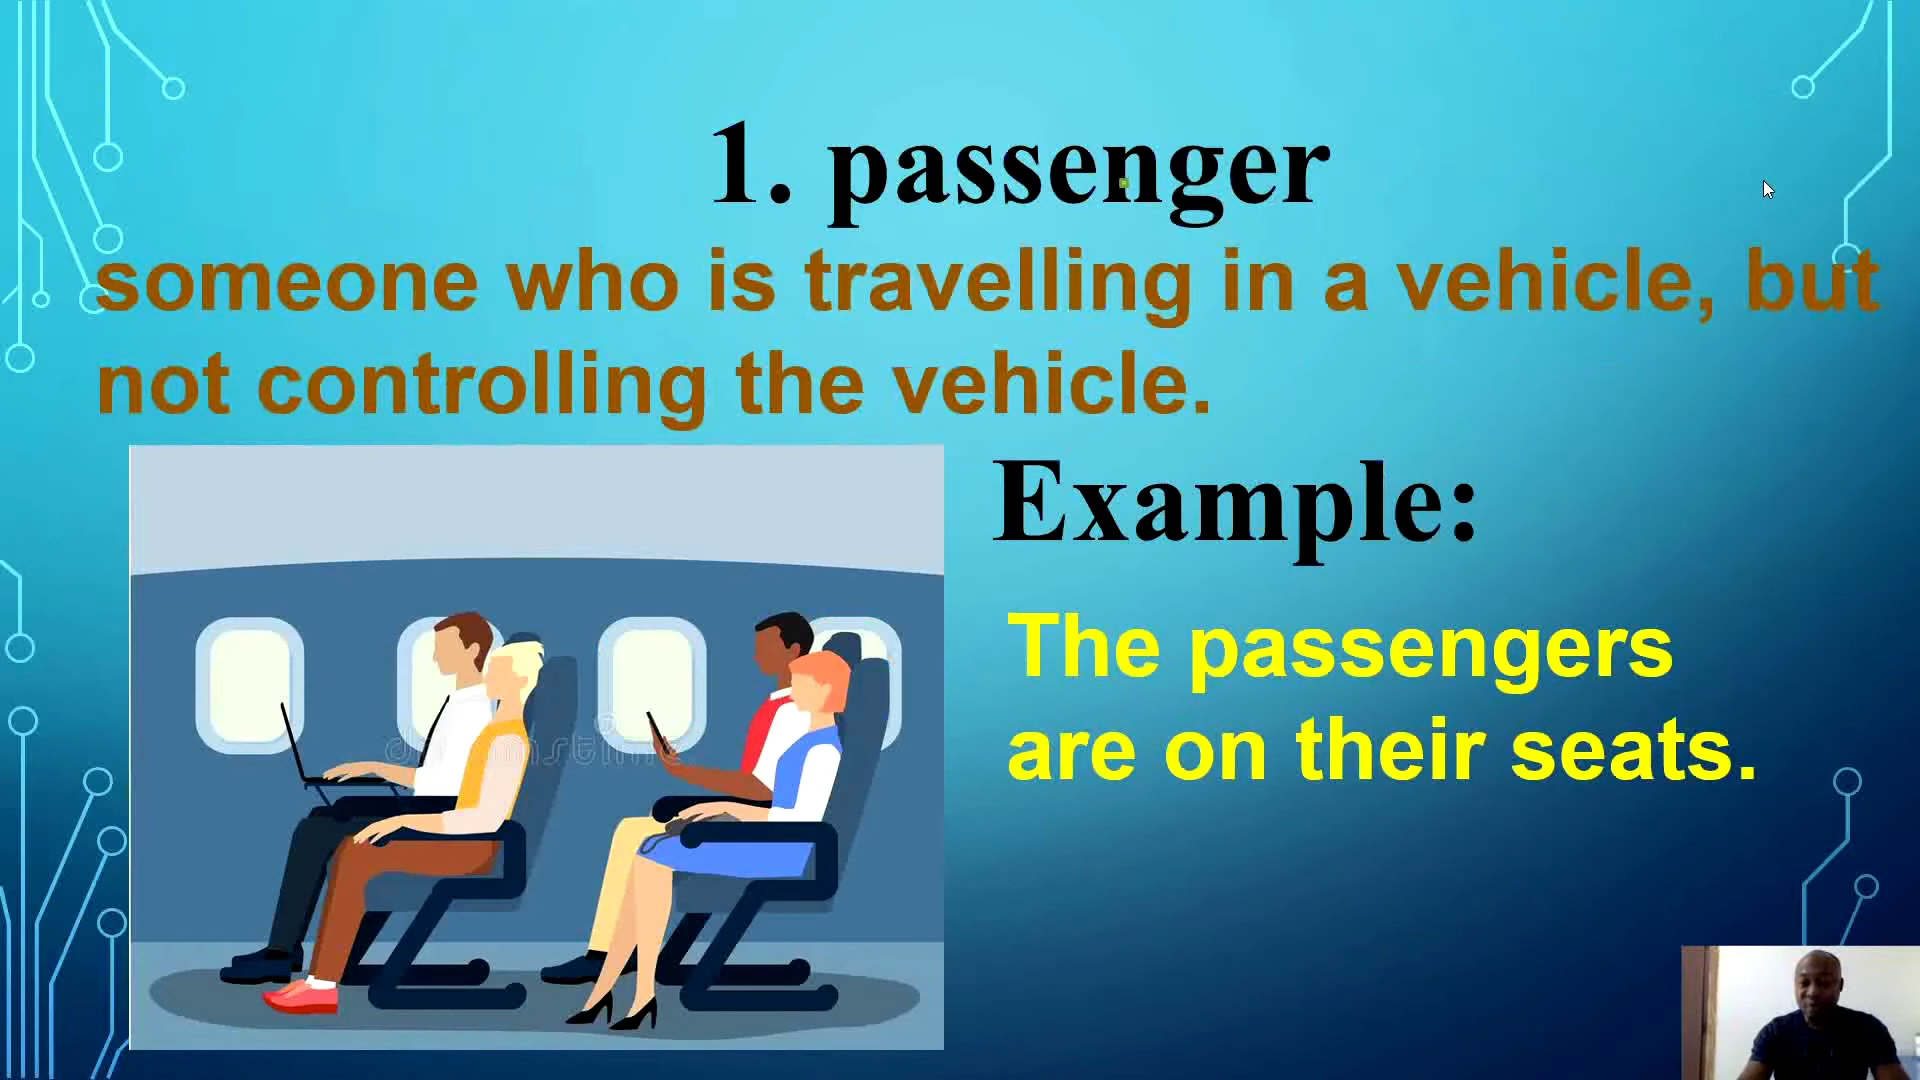 1. passenger
someone who is travelling in a vehicle, but
not controlling the vehicle.
Example:
The passengers
are on their seats.
dreamstime